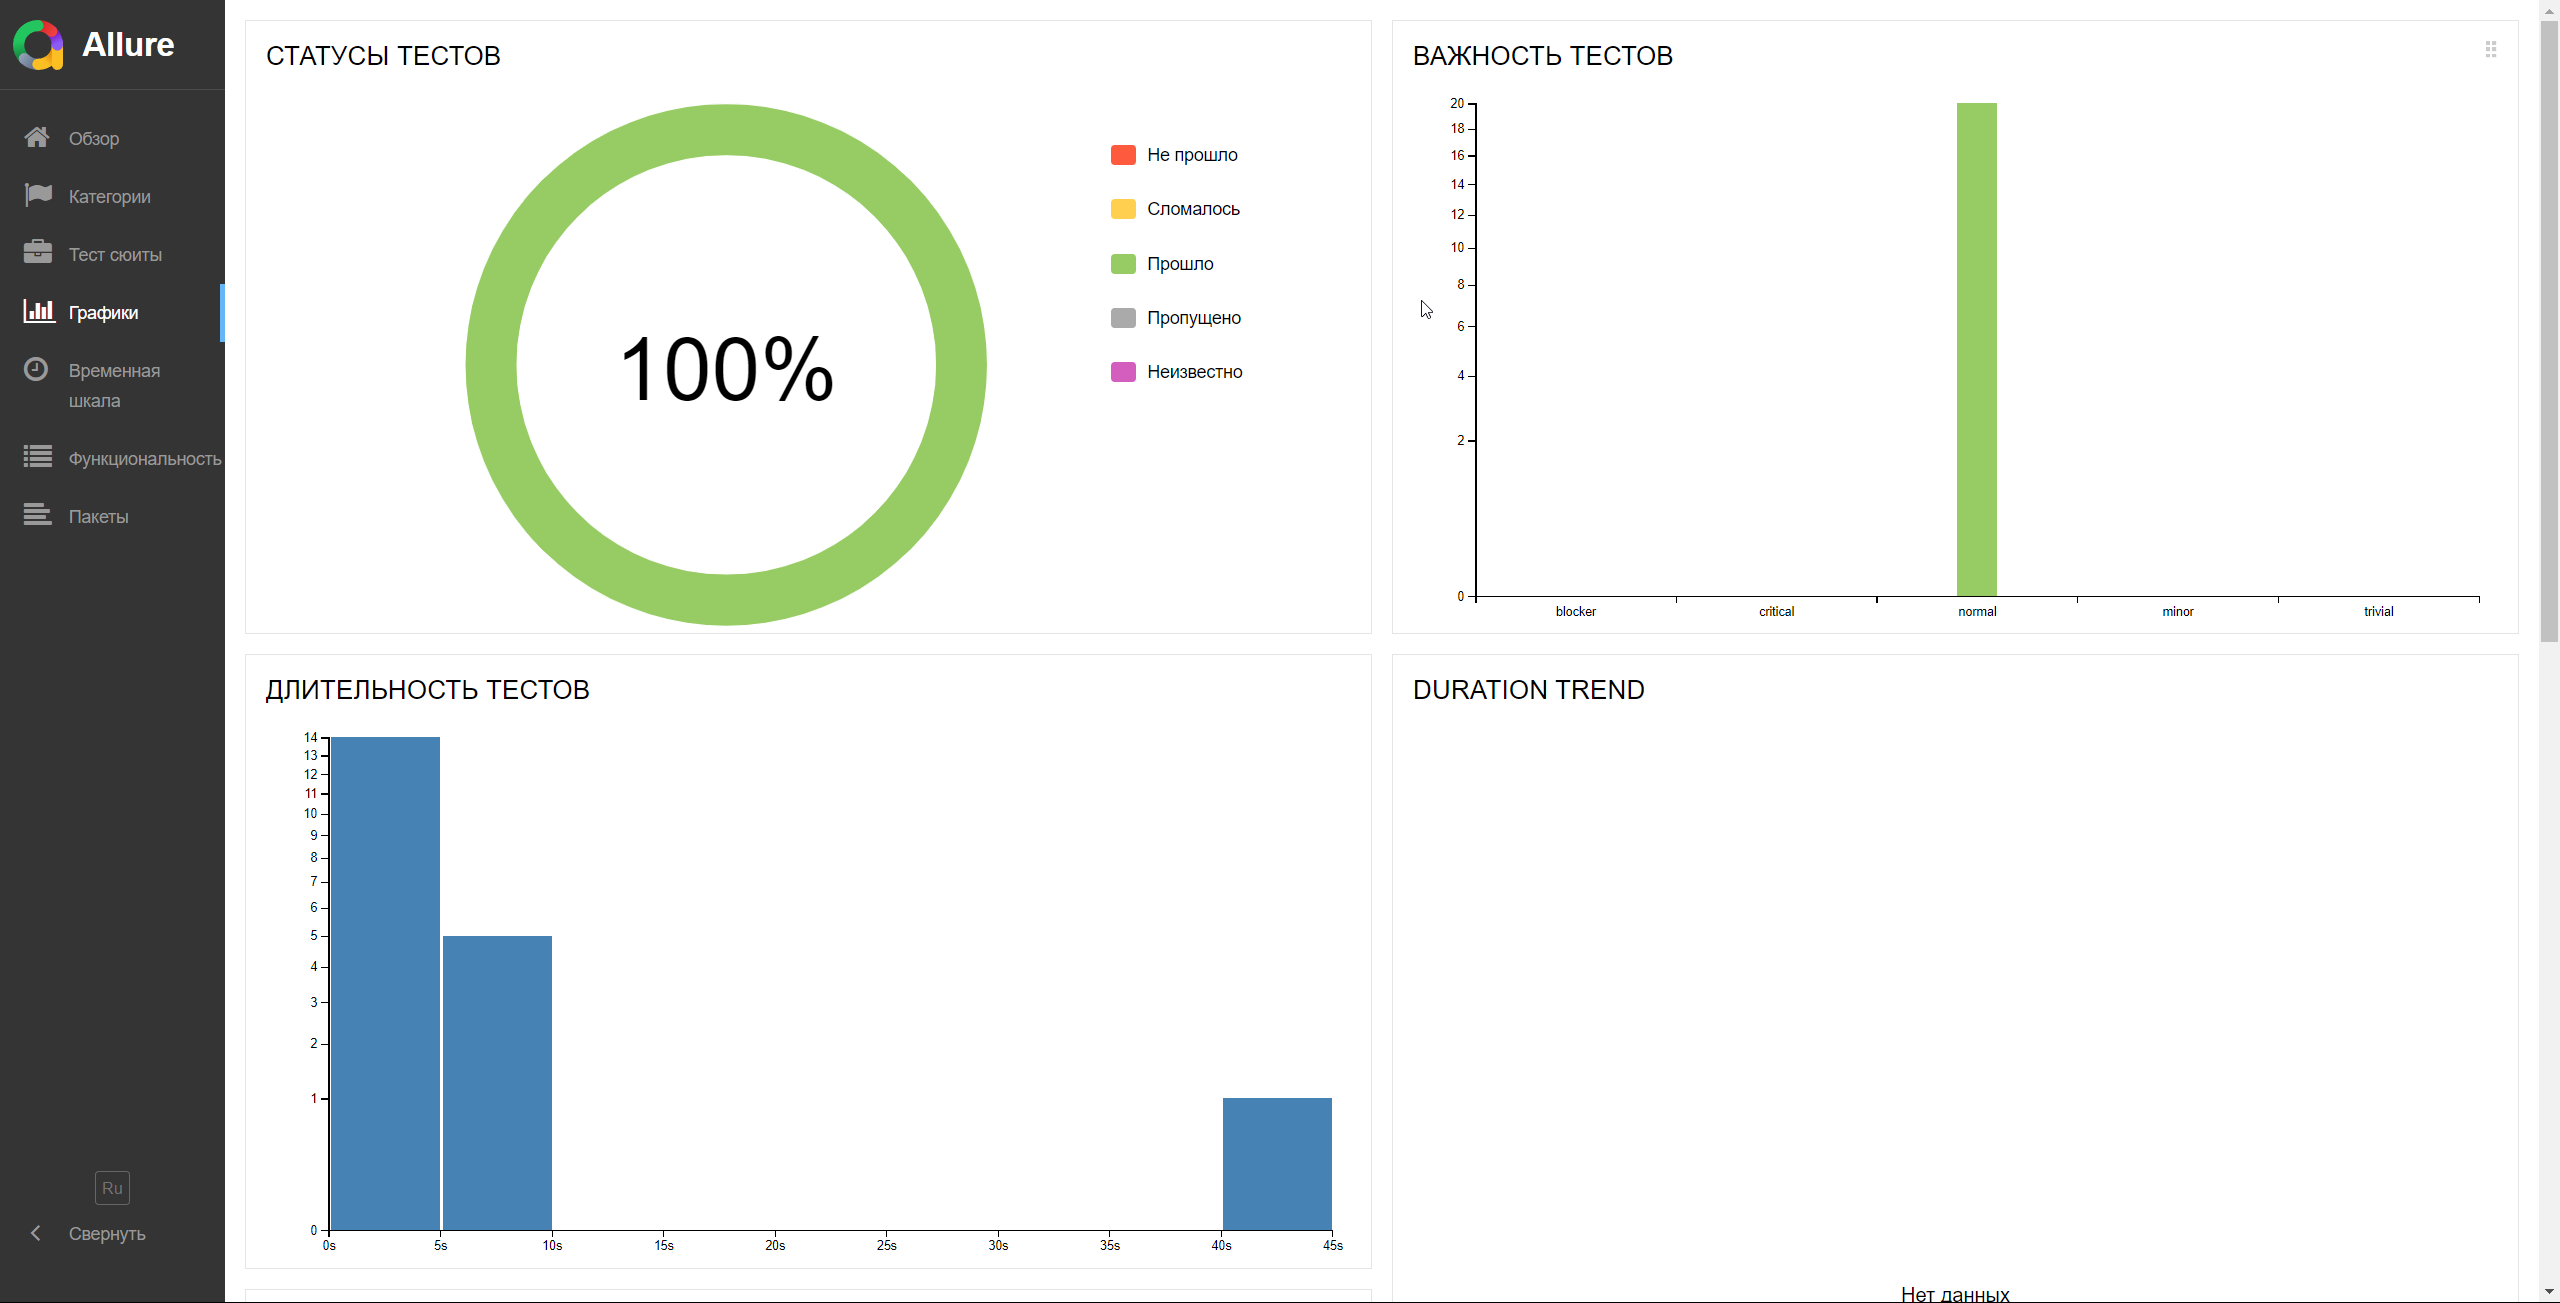 Allure
Обзор
Категории
Тест сюиты
Графики
Временная
шкала
Функциональность
Пакеты
Ru
Свернуть
СТАТУСЫ ТЕСТОВ
100%
Не прошло
Сломалось
Прошло
Пропущено
Неизвестно
ВАЖНОСТЬ ТЕСТОВ
20
18
16
14
12
10
8
6
4
2
0
blocker critical normal minor trivial
ДЛИТЕЛЬНОСТЬ ТЕСТОВ
14
13
12
11
10
9
8
7
6
5
4
3
2
1
0
0s 5s 10s 15s 20s 25s 30s 35s 40s 45s
DURATION TREND
Нет данных